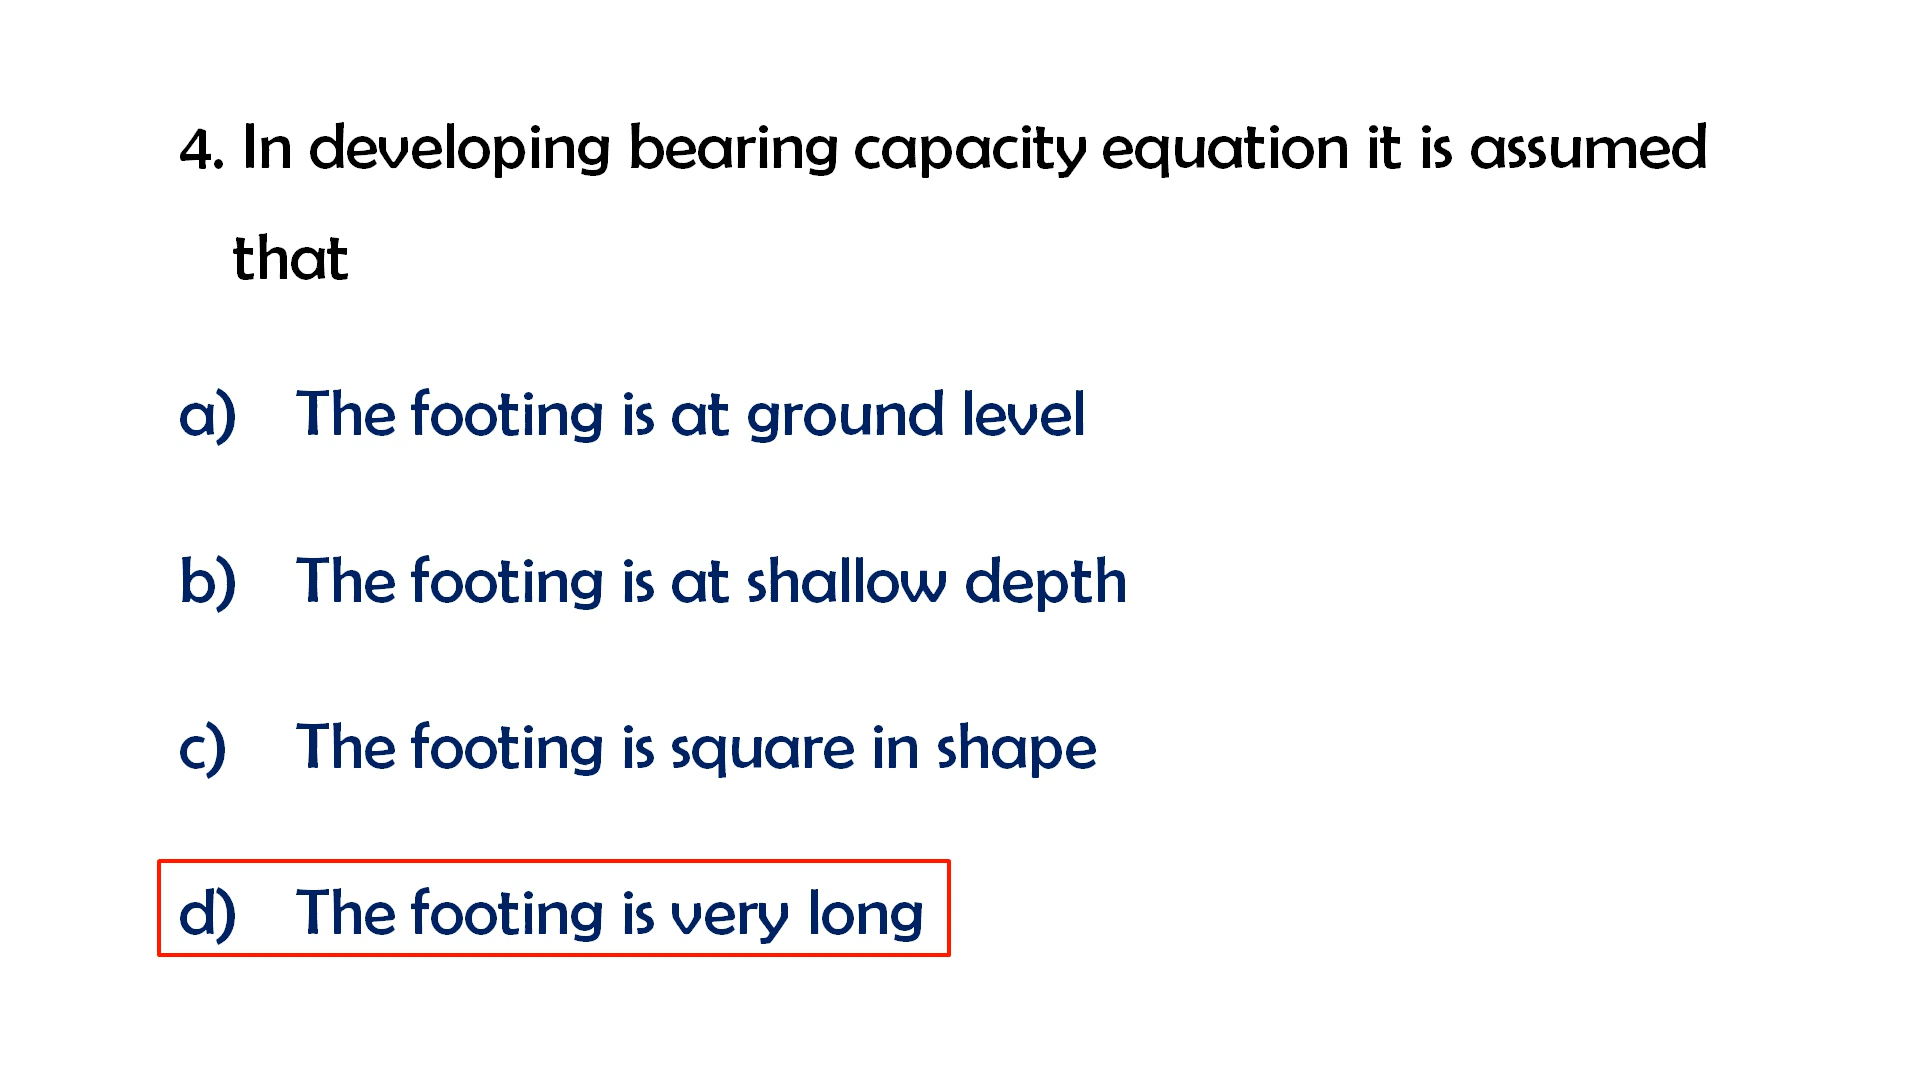 4. In developing bearing capacity equation it is assumed
that
a) The footing is at ground level
b) The footing is at shallow depth
c) The footing is square in shape
d) The footing is very long